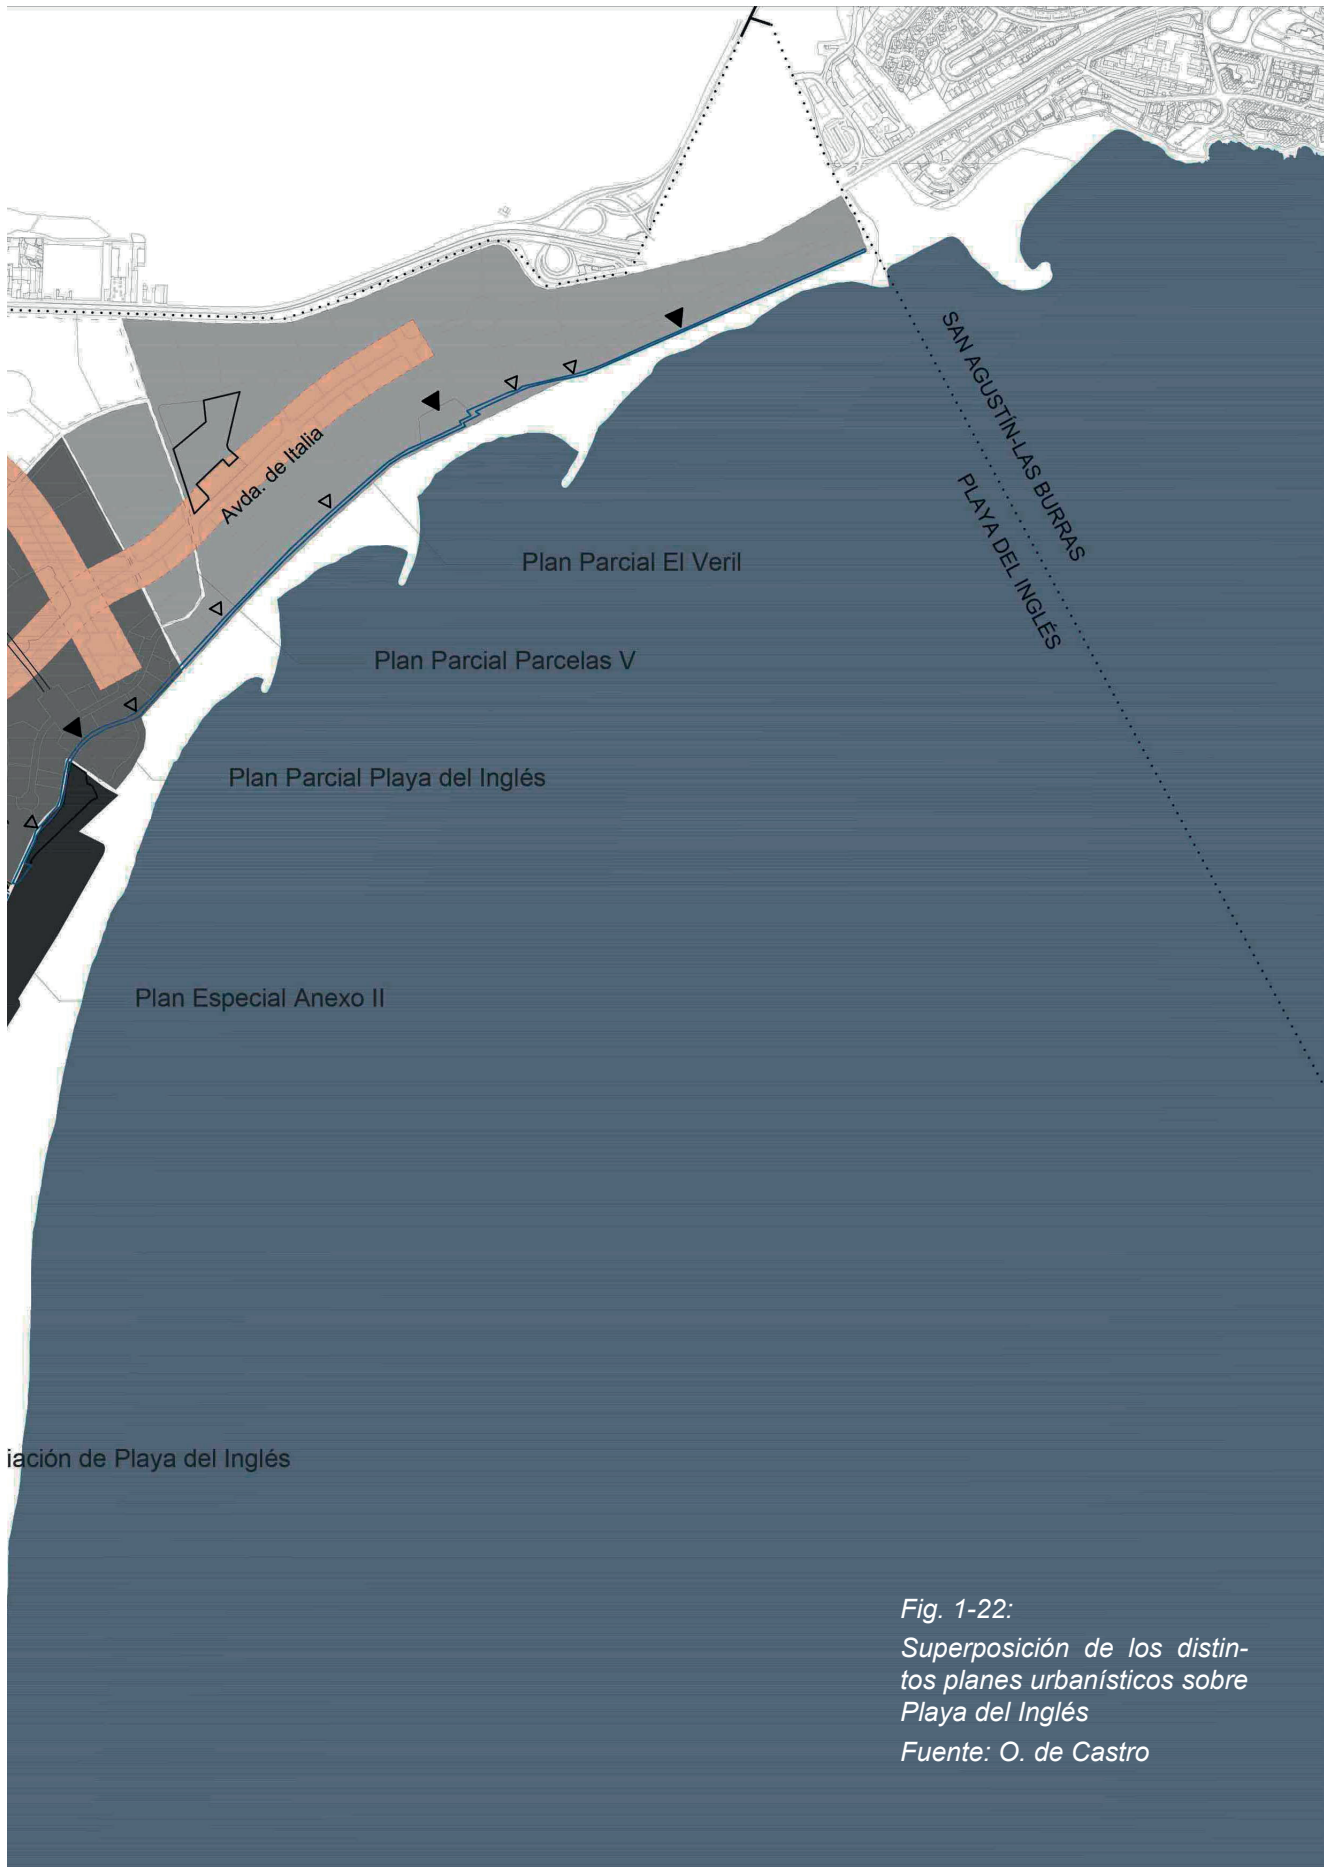 SAN AGUSTÍN-LAS BURRAS
PLAYA DEL INGLÉS
Avda. de Italia
Plan Parcial El Veril
Plan Parcial Parcelas V
Plan Parcial Playa del Inglés
Plan Especial Anexo II
iación de Playa del Inglés
Fig. 1-22:
Superposición de los distin-
tos planes urbanísticos sobre
Playa del Inglés
Fuente: O. de Castro